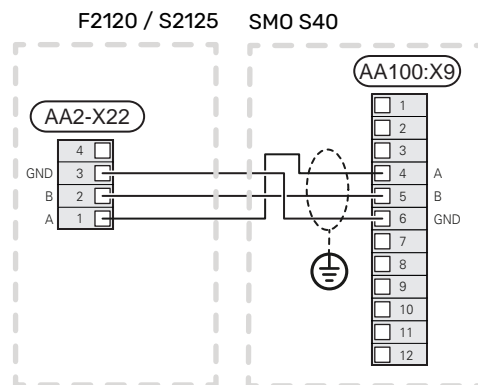 F2120 / S2125
SMO S40
AA2-X22
4
GND 3
B 2
A 1
AA100:X9
1
2
3
4 A
5 B
6 GND
7
8
9
10
11
12